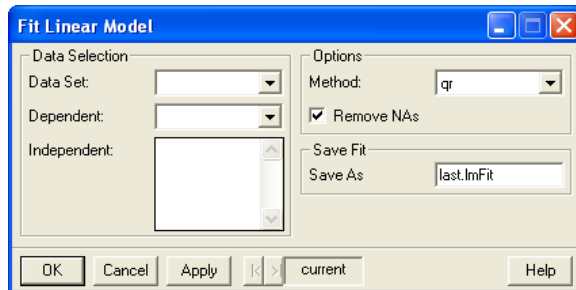 Fit Linear Model
Data Selection
Data Set:
Dependent:
Independent:
Options
Method: qr
Remove NAs
Save Fit
Save As last.lmFit
OK Cancel Apply |< >| current Help